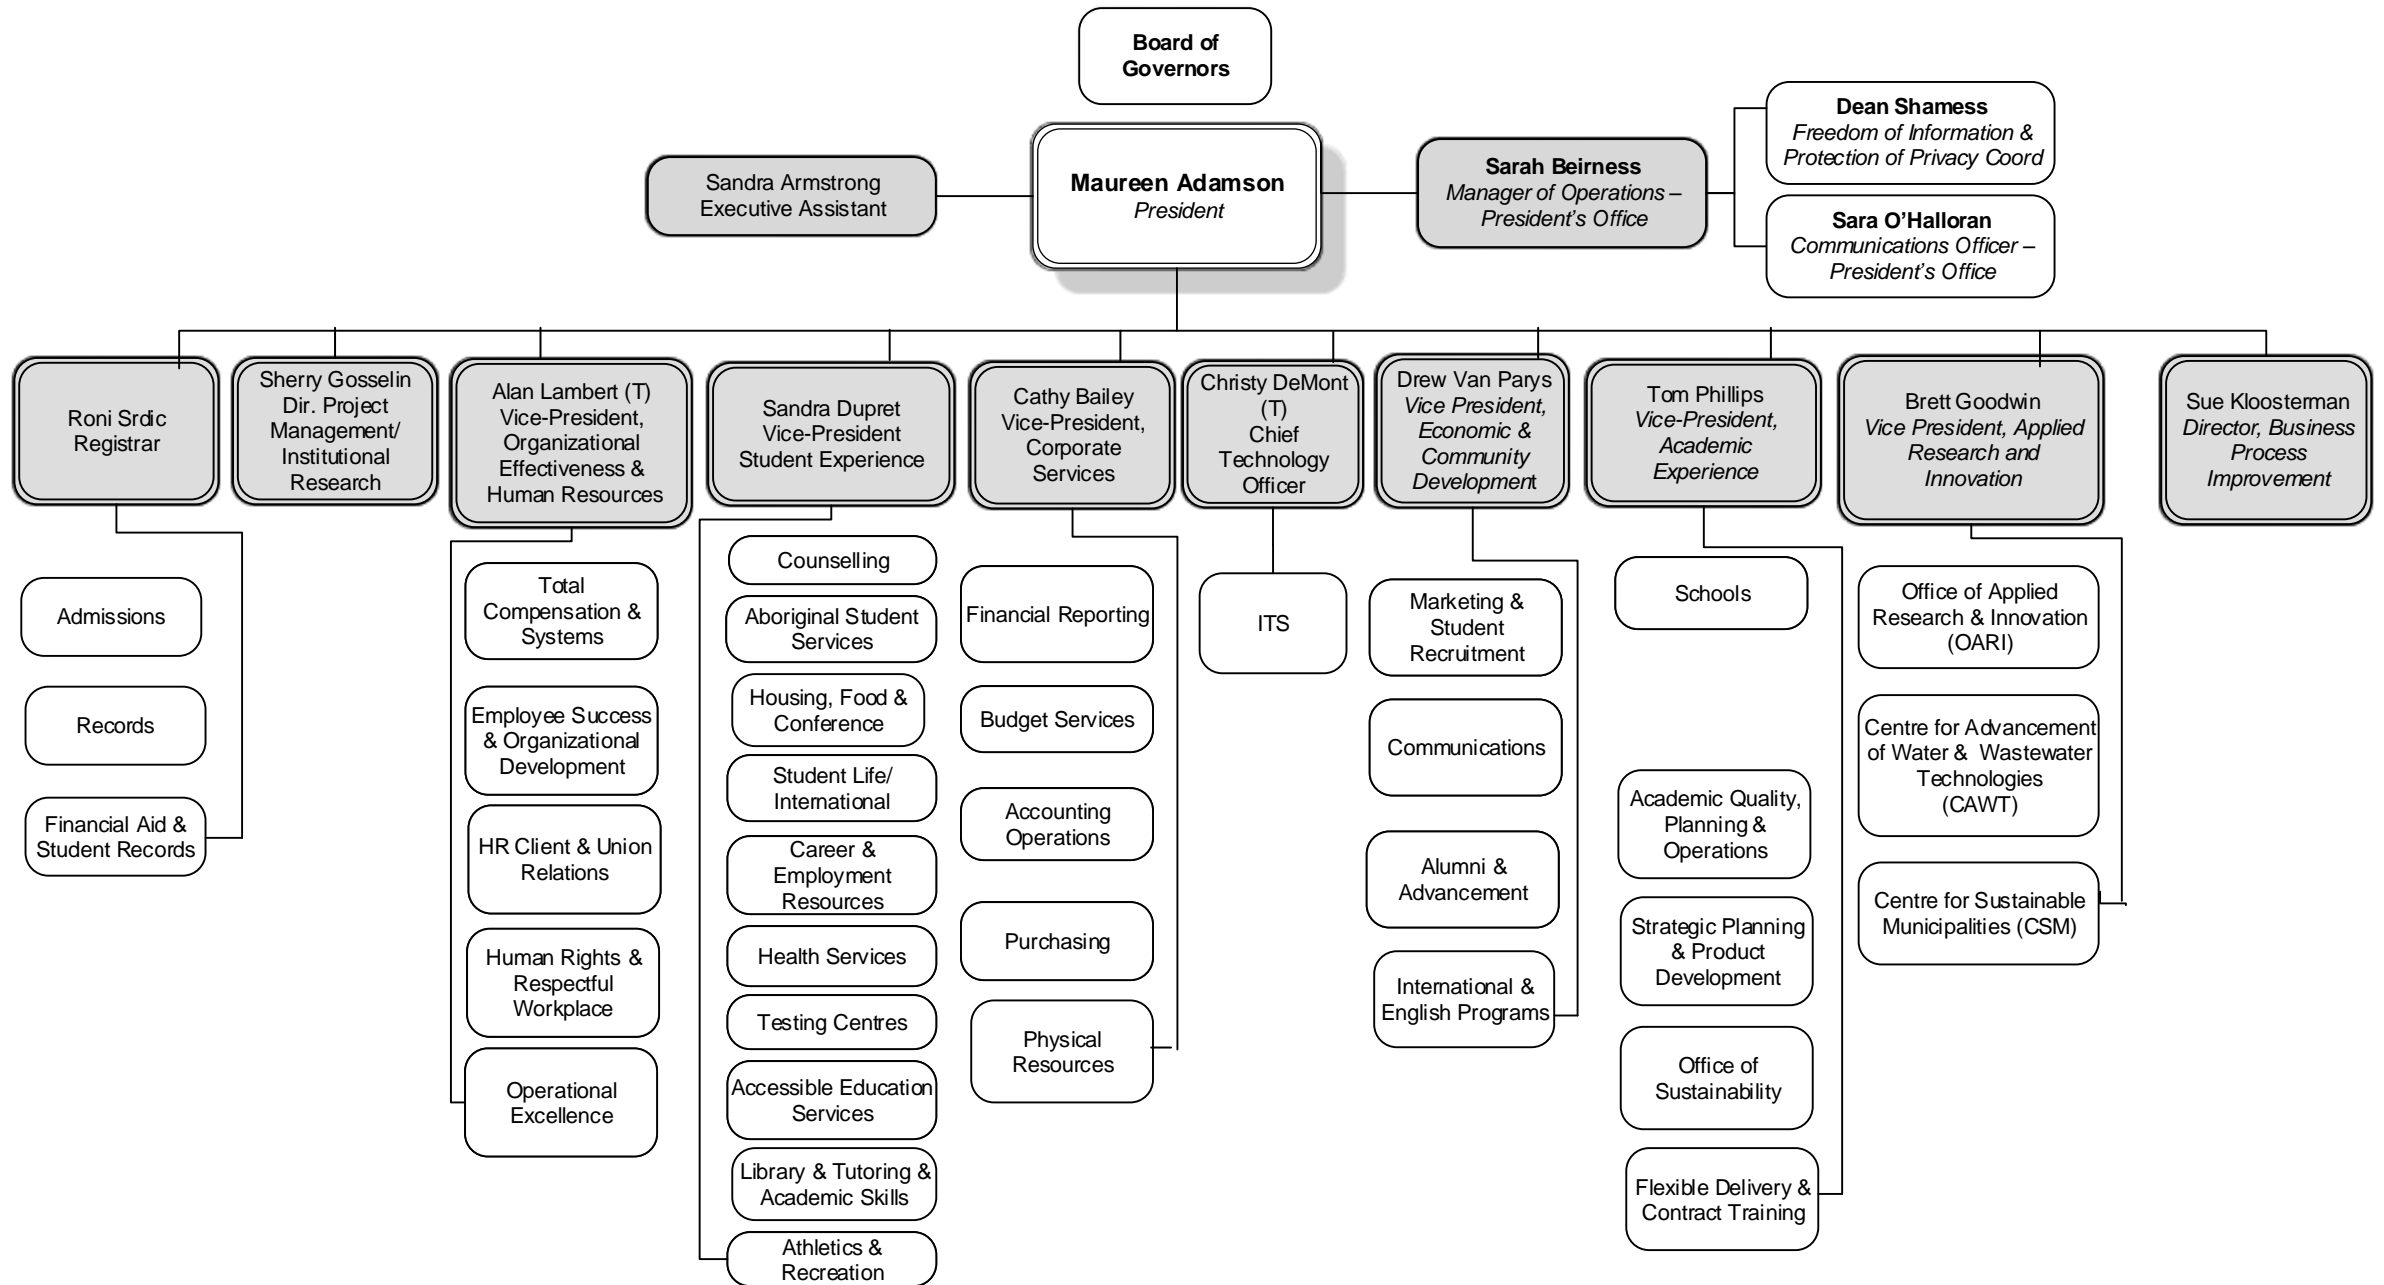 Board of
Governors
Dean Shamess
Freedom of Information &
Protection of Privacy Coord
Sandra Armstrong
Executive Assistant
Maureen Adamson
President
Sarah Beirness
Manager of Operations –
President's Office
Sara O'Halloran
Communications Officer –
President's Office
Roni Srdic
Registrar
Sherry Gosselin
Dir. Project
Management/
Institutional
Research
Alan Lambert (T)
Vice-President,
Organizational
Effectiveness &
Human Resources
Sandra Dupret
Vice-President
Student Experience
Cathy Bailey
Vice-President,
Corporate
Services
Christy DeMont
(T)
Chief
Technology
Officer
Drew Van Parys
Vice President,
Economic &
Community
Development
Tom Phillips
Vice-President,
Academic
Experience
Brett Goodwin
Vice President, Applied
Research and
Innovation
Sue Kloosterman
Director, Business
Process
Improvement
Admissions
Records
Financial Aid &
Student Records
Total
Compensation &
Systems
Employee Success
& Organizational
Development
HR Client & Union
Relations
Human Rights &
Respectful
Workplace
Operational
Excellence
Counselling
Aboriginal Student
Services
Housing, Food &
Conference
Student Life/
International
Career &
Employment
Resources
Health Services
Testing Centres
Accessible Education
Services
Library & Tutoring &
Academic Skills
Athletics &
Recreation
Financial Reporting
Budget Services
Accounting
Operations
Purchasing
Physical
Resources
ITS
Marketing &
Student
Recruitment
Communications
Alumni &
Advancement
International &
English Programs
Schools
Academic Quality,
Planning &
Operations
Strategic Planning
& Product
Development
Office of
Sustainability
Flexible Delivery &
Contract Training
Office of Applied
Research & Innovation
(OARI)
Centre for Advancement
of Water & Wastewater
Technologies
(CAWT)
Centre for Sustainable
Municipalities (CSM)